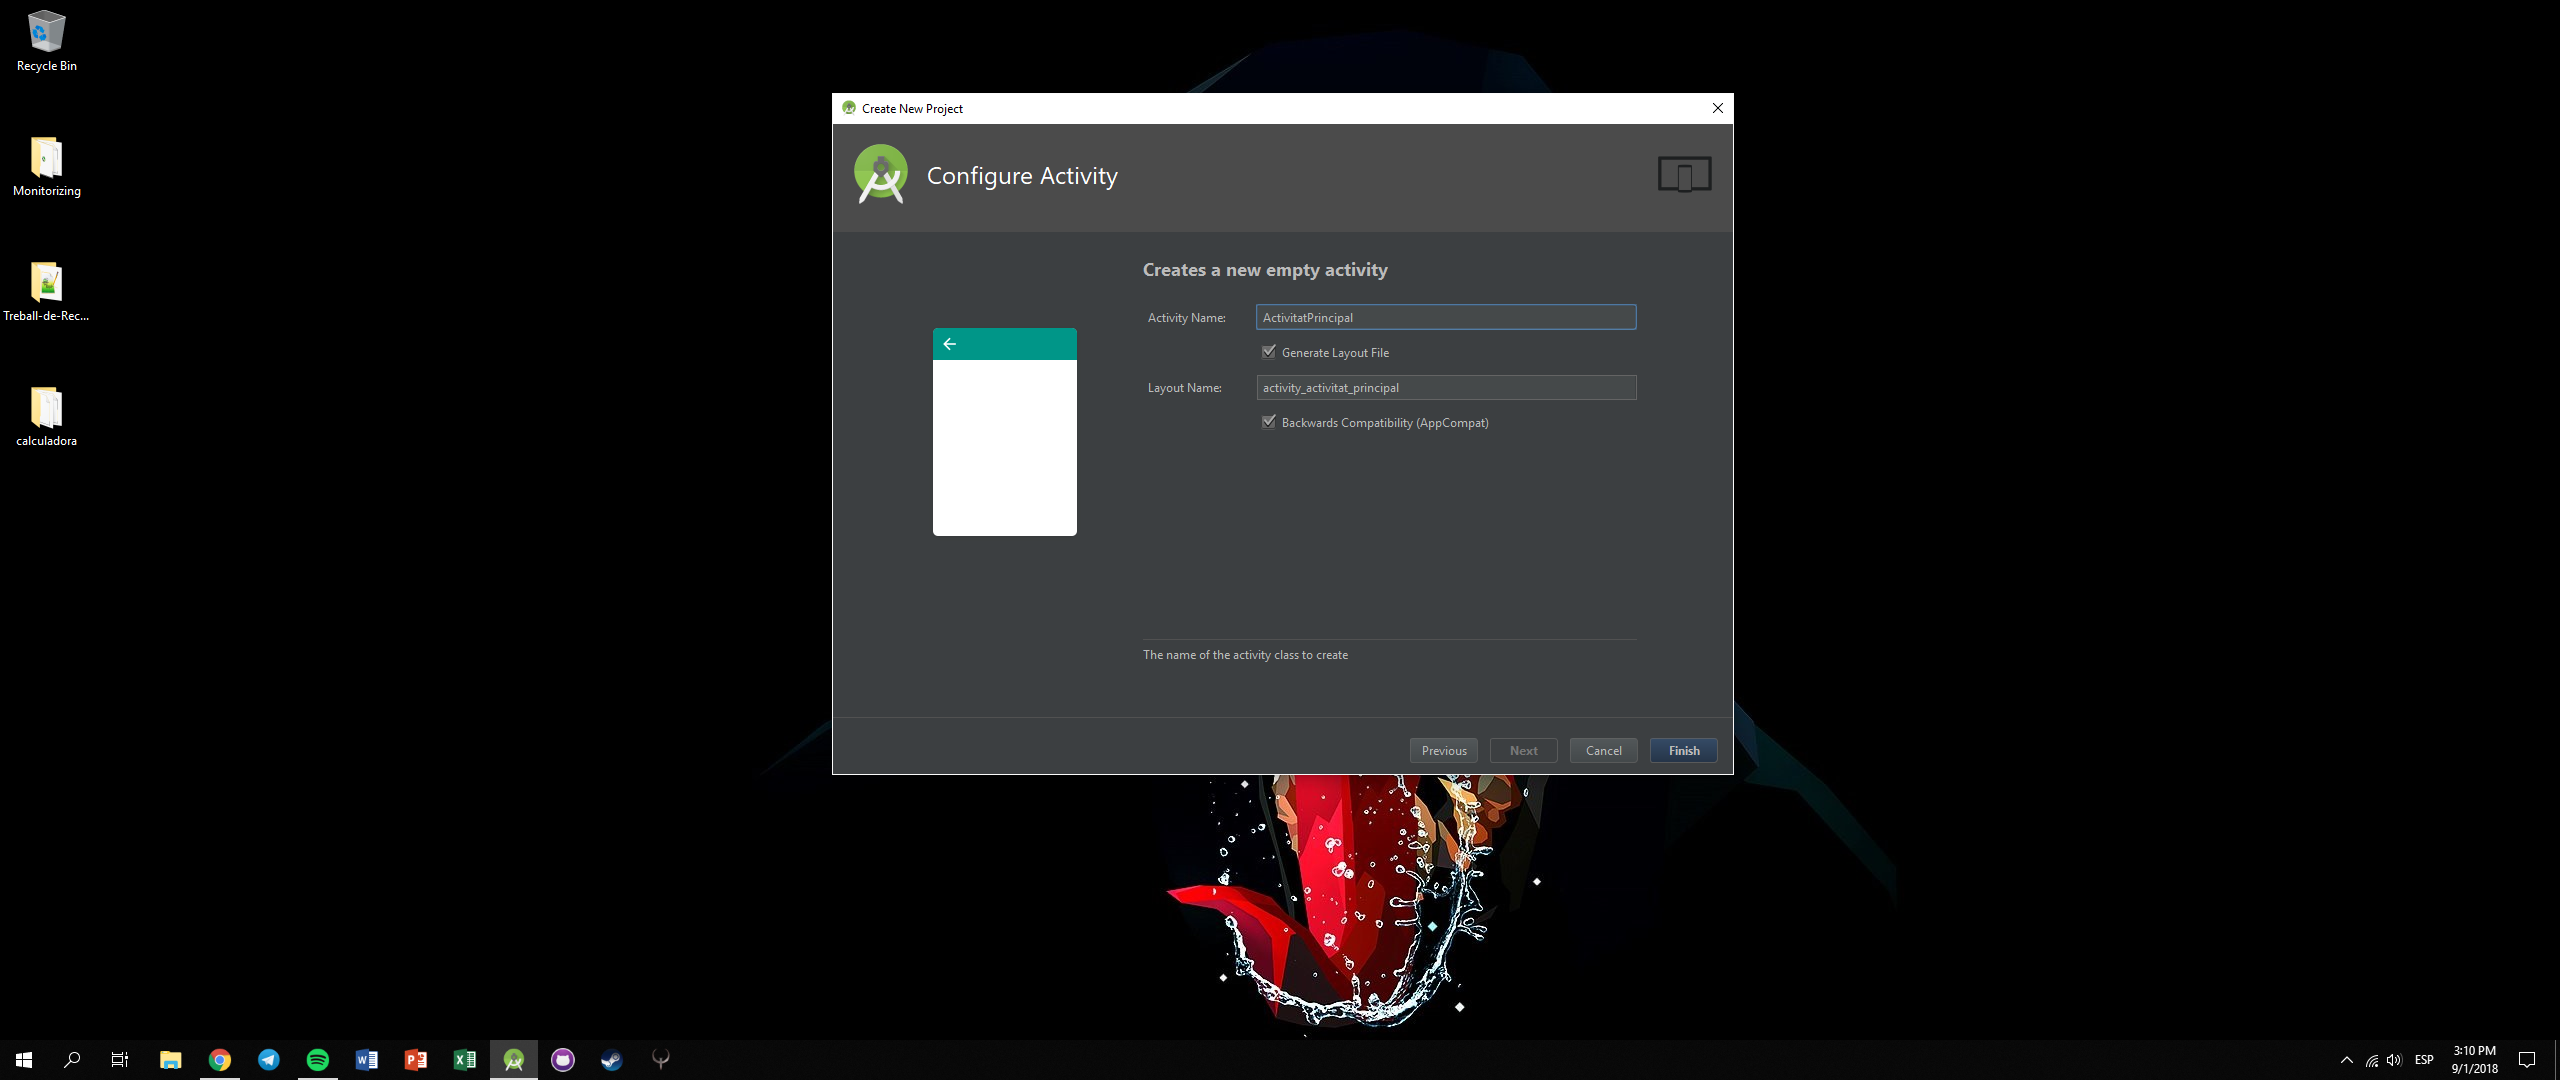 Recycle Bin
Monitorizing
Treball-de-Rec...
calculadora
Create New Project
Configure Activity
Creates a new empty activity
Activity Name: ActivitatPrincipal
Generate Layout File
Layout Name: activity_activitat_principal
Backwards Compatibility (AppCompat)
The name of the activity class to create
Previous Next Cancel Finish
ESP
3:10 PM
9/1/2018